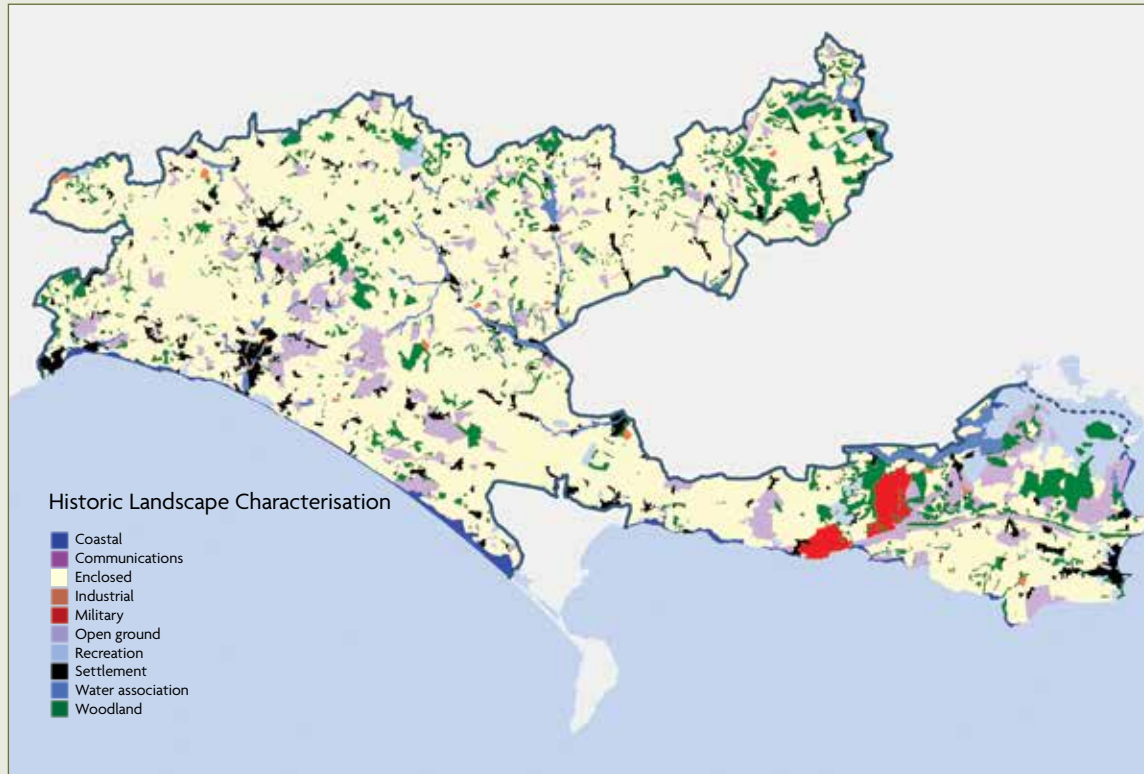 Historic Landscape Characterisation
Coastal
Communications
Enclosed
Industrial
Military
Open ground
Recreation
Settlement
Water association
Woodland